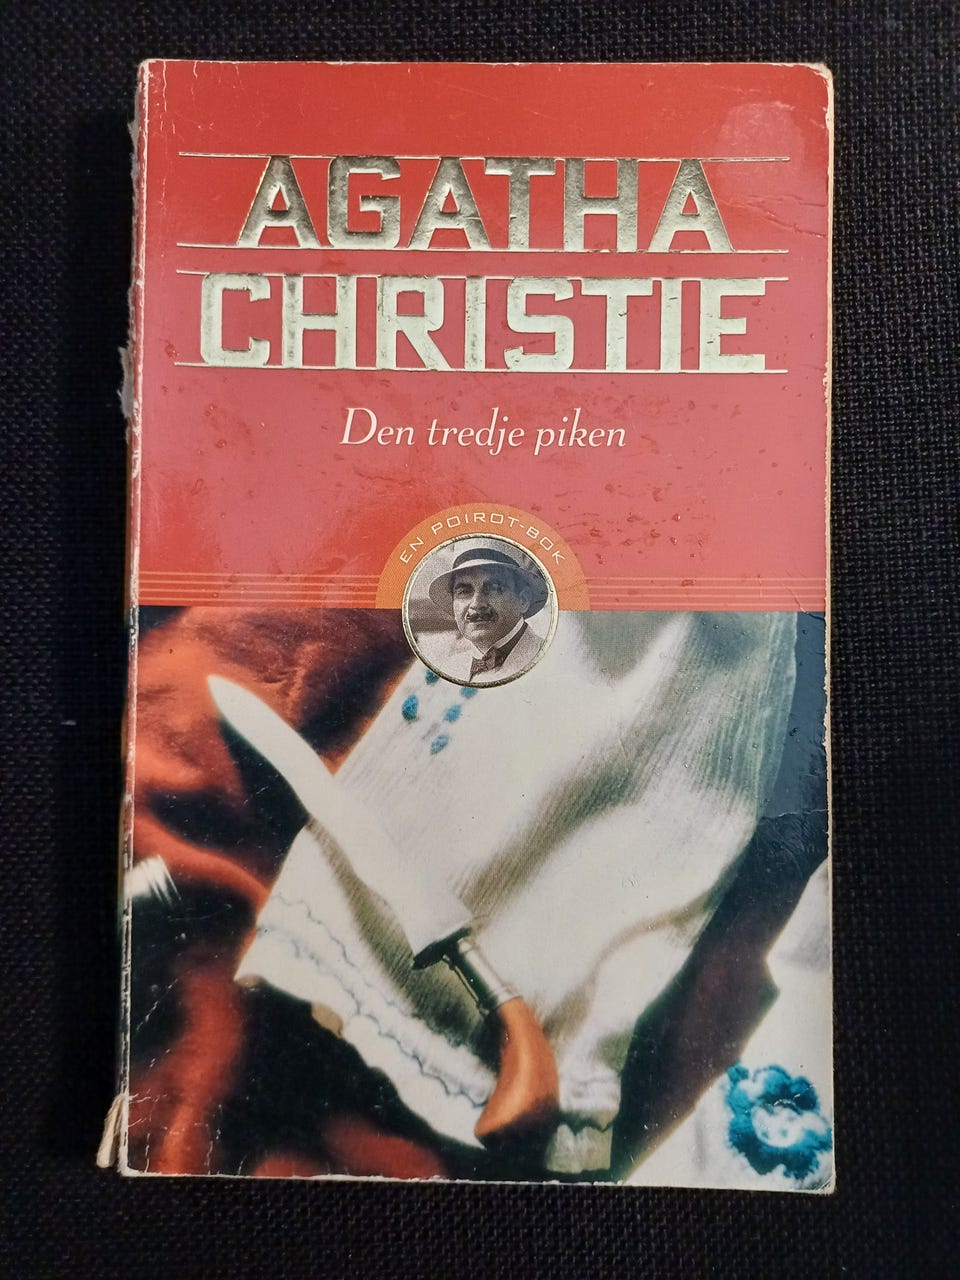 AGATHA
CHRISTIE
Den tredje piken
EN POIROT-BOK